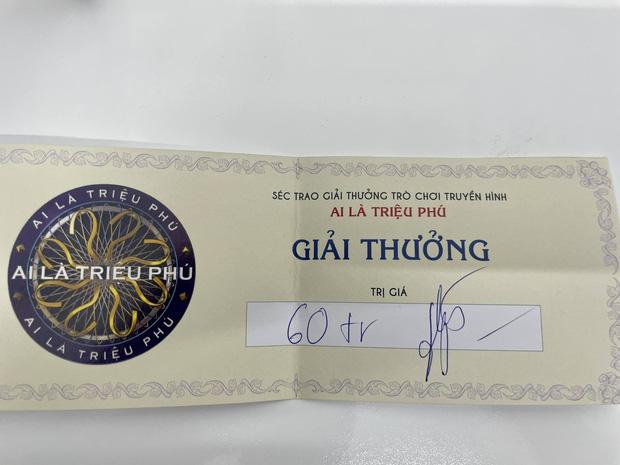 AI LÀ TRIỆU PHÚ
AI LÀ TRIỆU PHÚ
AI LÀ TRIỆU PHÚ
SÉC TRAO GIẢI THƯỞNG TRÒ CHƠI TRUYỀN HÌNH
AI LÀ TRIỆU PHÚ
GIẢI THƯỞNG
TRỊ GIÁ
60 tr